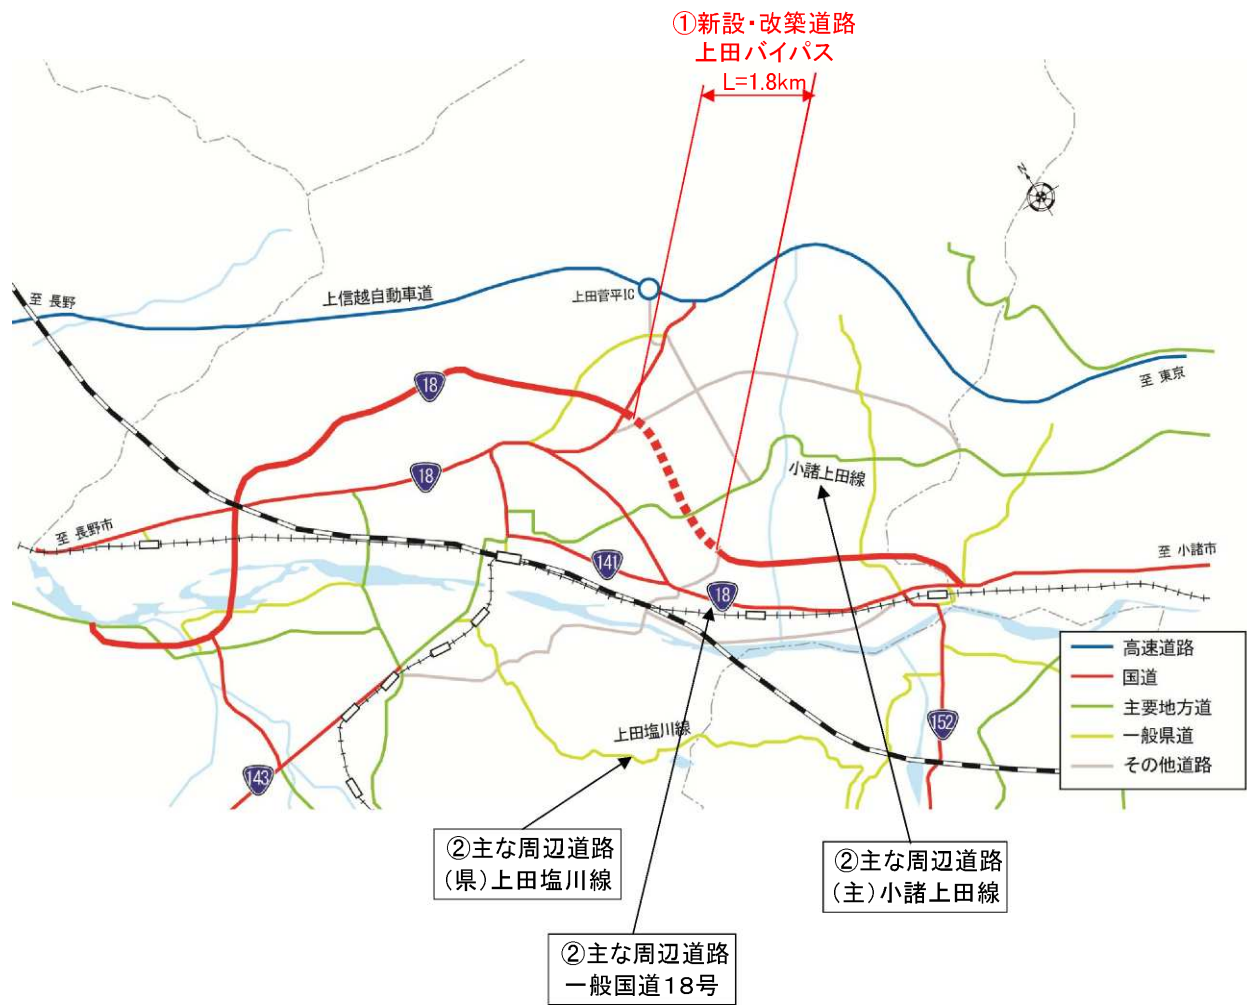 ①新設・改築道路
上田バイパス
L=1.8km
N
至 長野
上信越自動車道
上田菅平IC
至 東京
18
18
小諸上田線
至 長野市
141
至 小諸市
18
高速道路
国道
主要地方道
一般県道
その他道路
上田塩川線
152
143
②主な周辺道路
(県)上田塩川線
②主な周辺道路
(主)小諸上田線
②主な周辺道路
一般国道18号